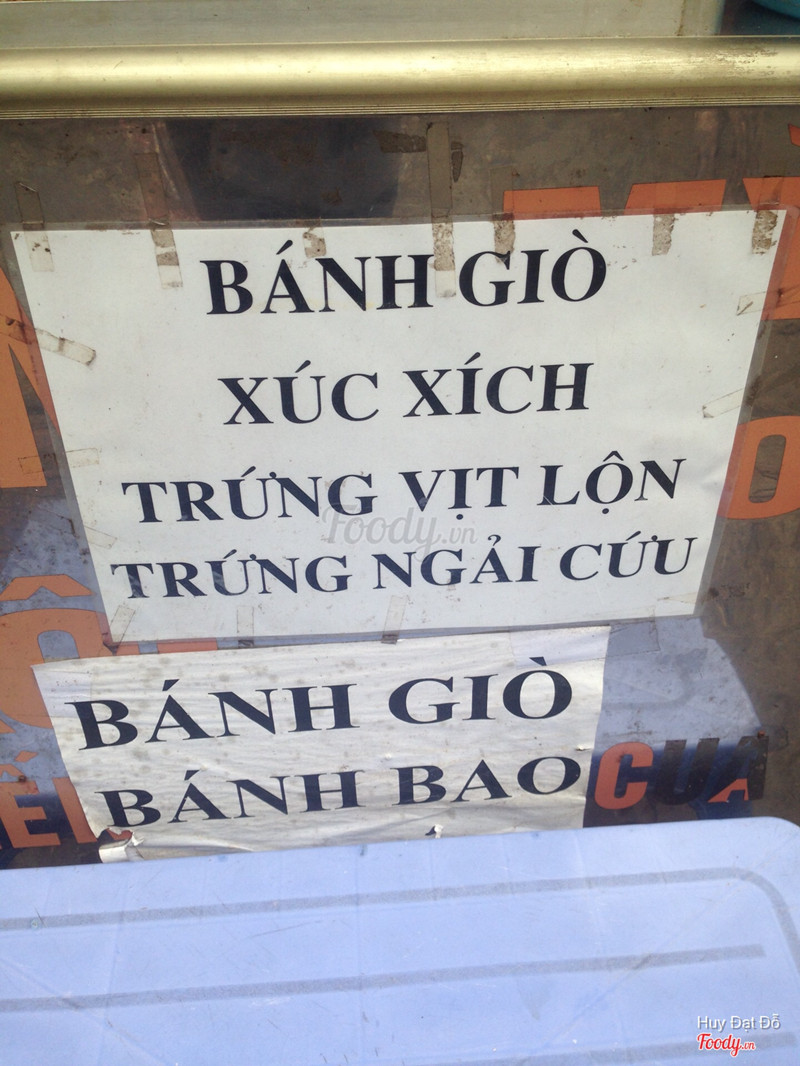 BÁNH GIÒ
XÚC XÍCH
TRỨNG VỊT LỘN
Foody.vn
TRỨNG NGẢI CỨU
BÁNH GIÒ
BÁNH BAO
CUA
Huy Đạt Đỗ
Foody.vn